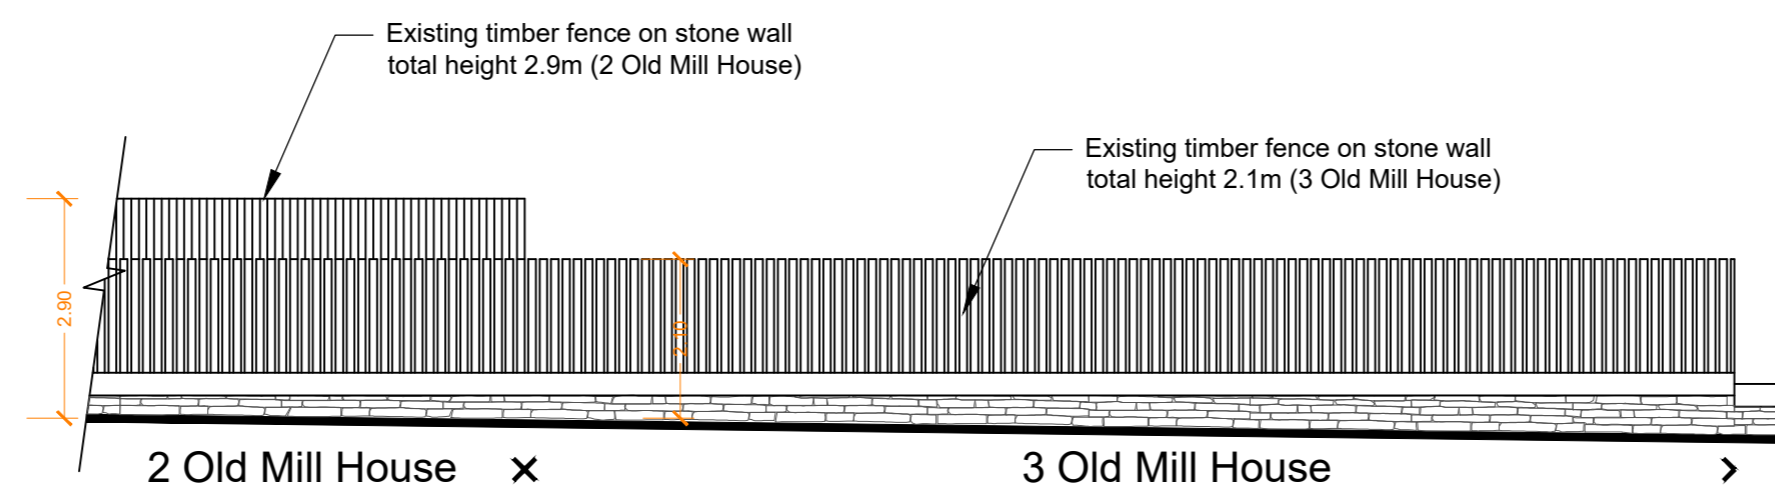 Existing timber fence on stone wall
total height 2.9m (2 Old Mill House)
Existing timber fence on stone wall
total height 2.1m (3 Old Mill House)
2.90
2.10
2 Old Mill House
3 Old Mill House